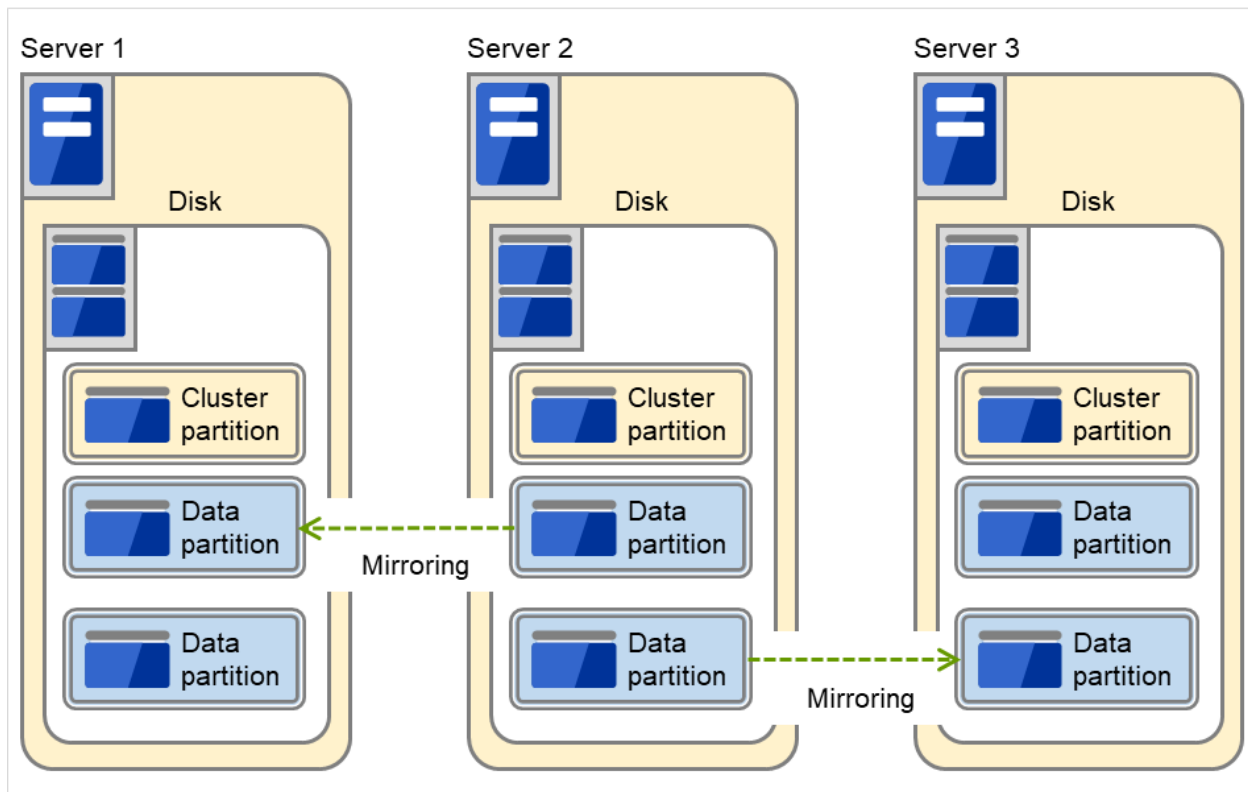 Server 1
Server 2
Server 3
Disk
Disk
Disk
Cluster
partition
Cluster
partition
Cluster
partition
Data
partition
Data
partition
Data
partition
Mirroring
Data
partition
Data
partition
Data
partition
Mirroring